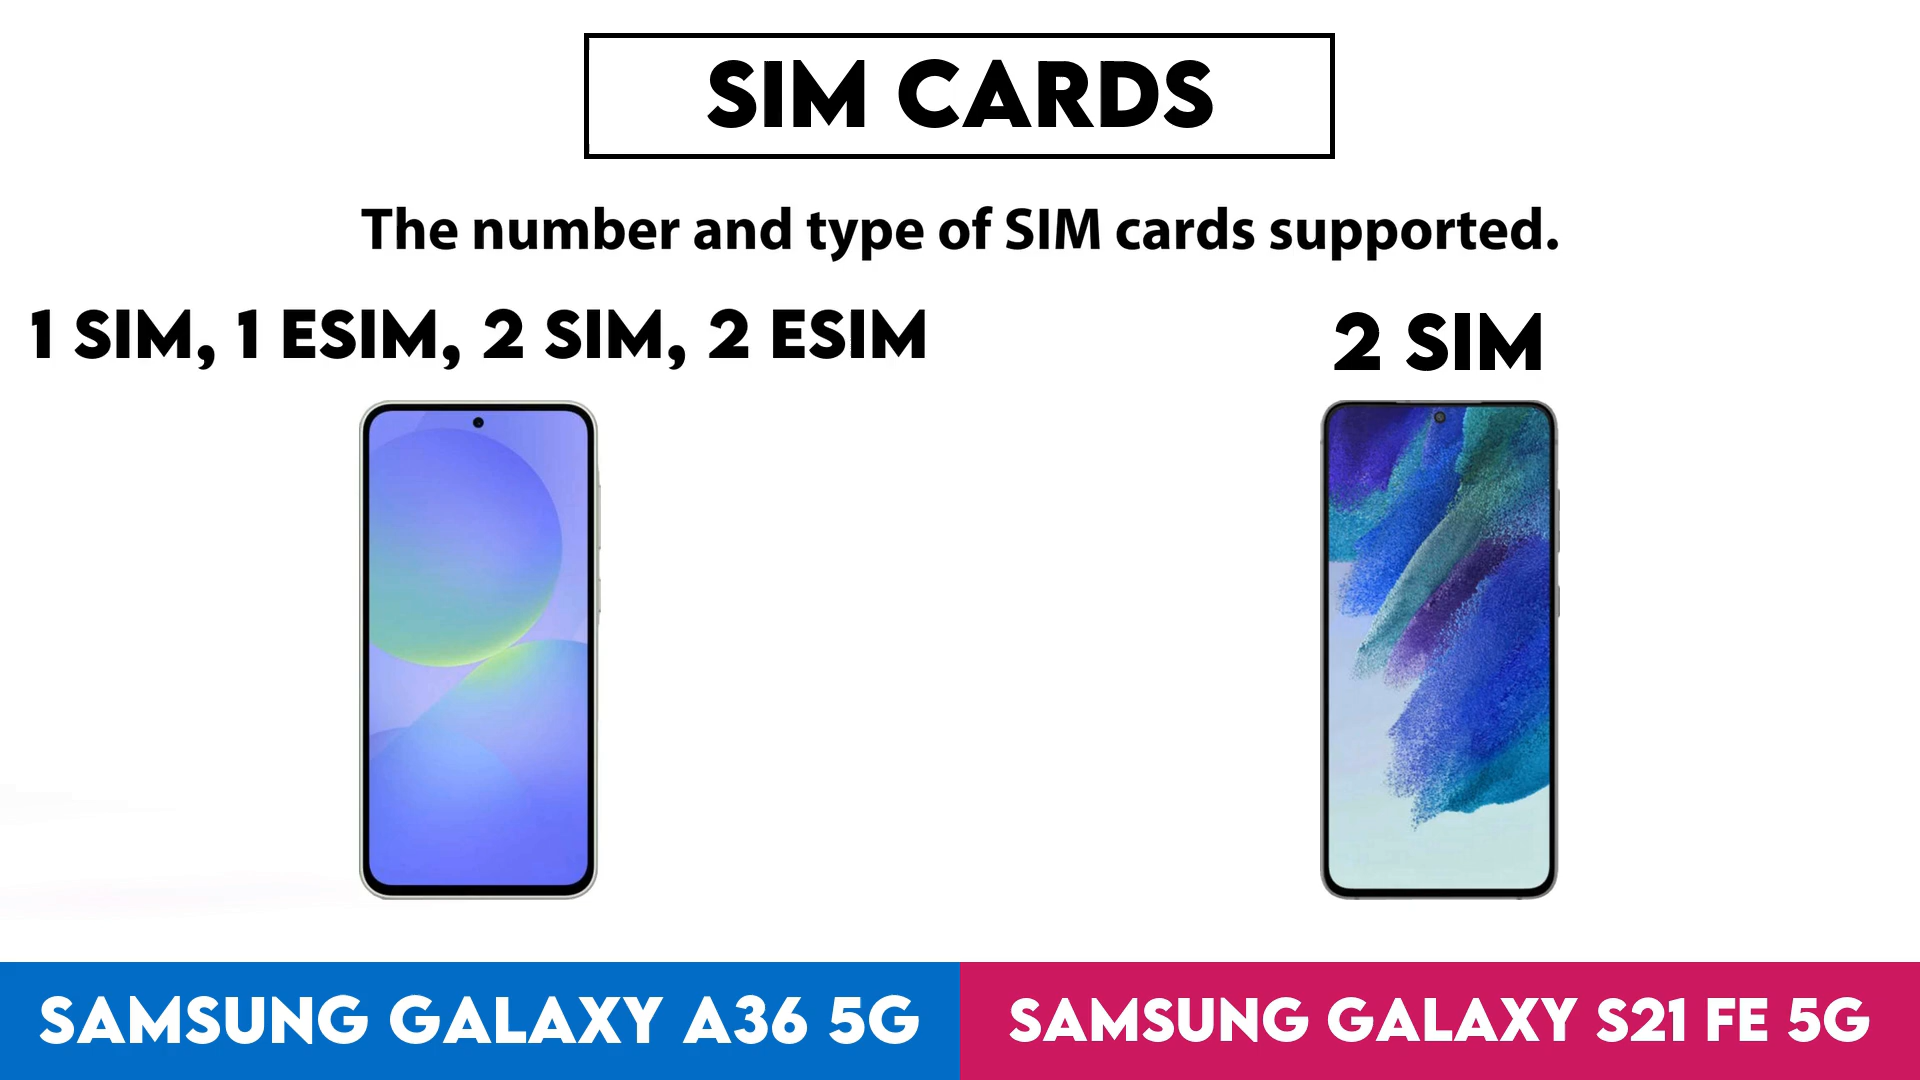 SIM CARDS
The number and type of SIM cards supported.
1 SIM, 1 ESIM, 2 SIM, 2 ESIM
2 SIM
SAMSUNG GALAXY A36 5G
SAMSUNG GALAXY S21 FE 5G